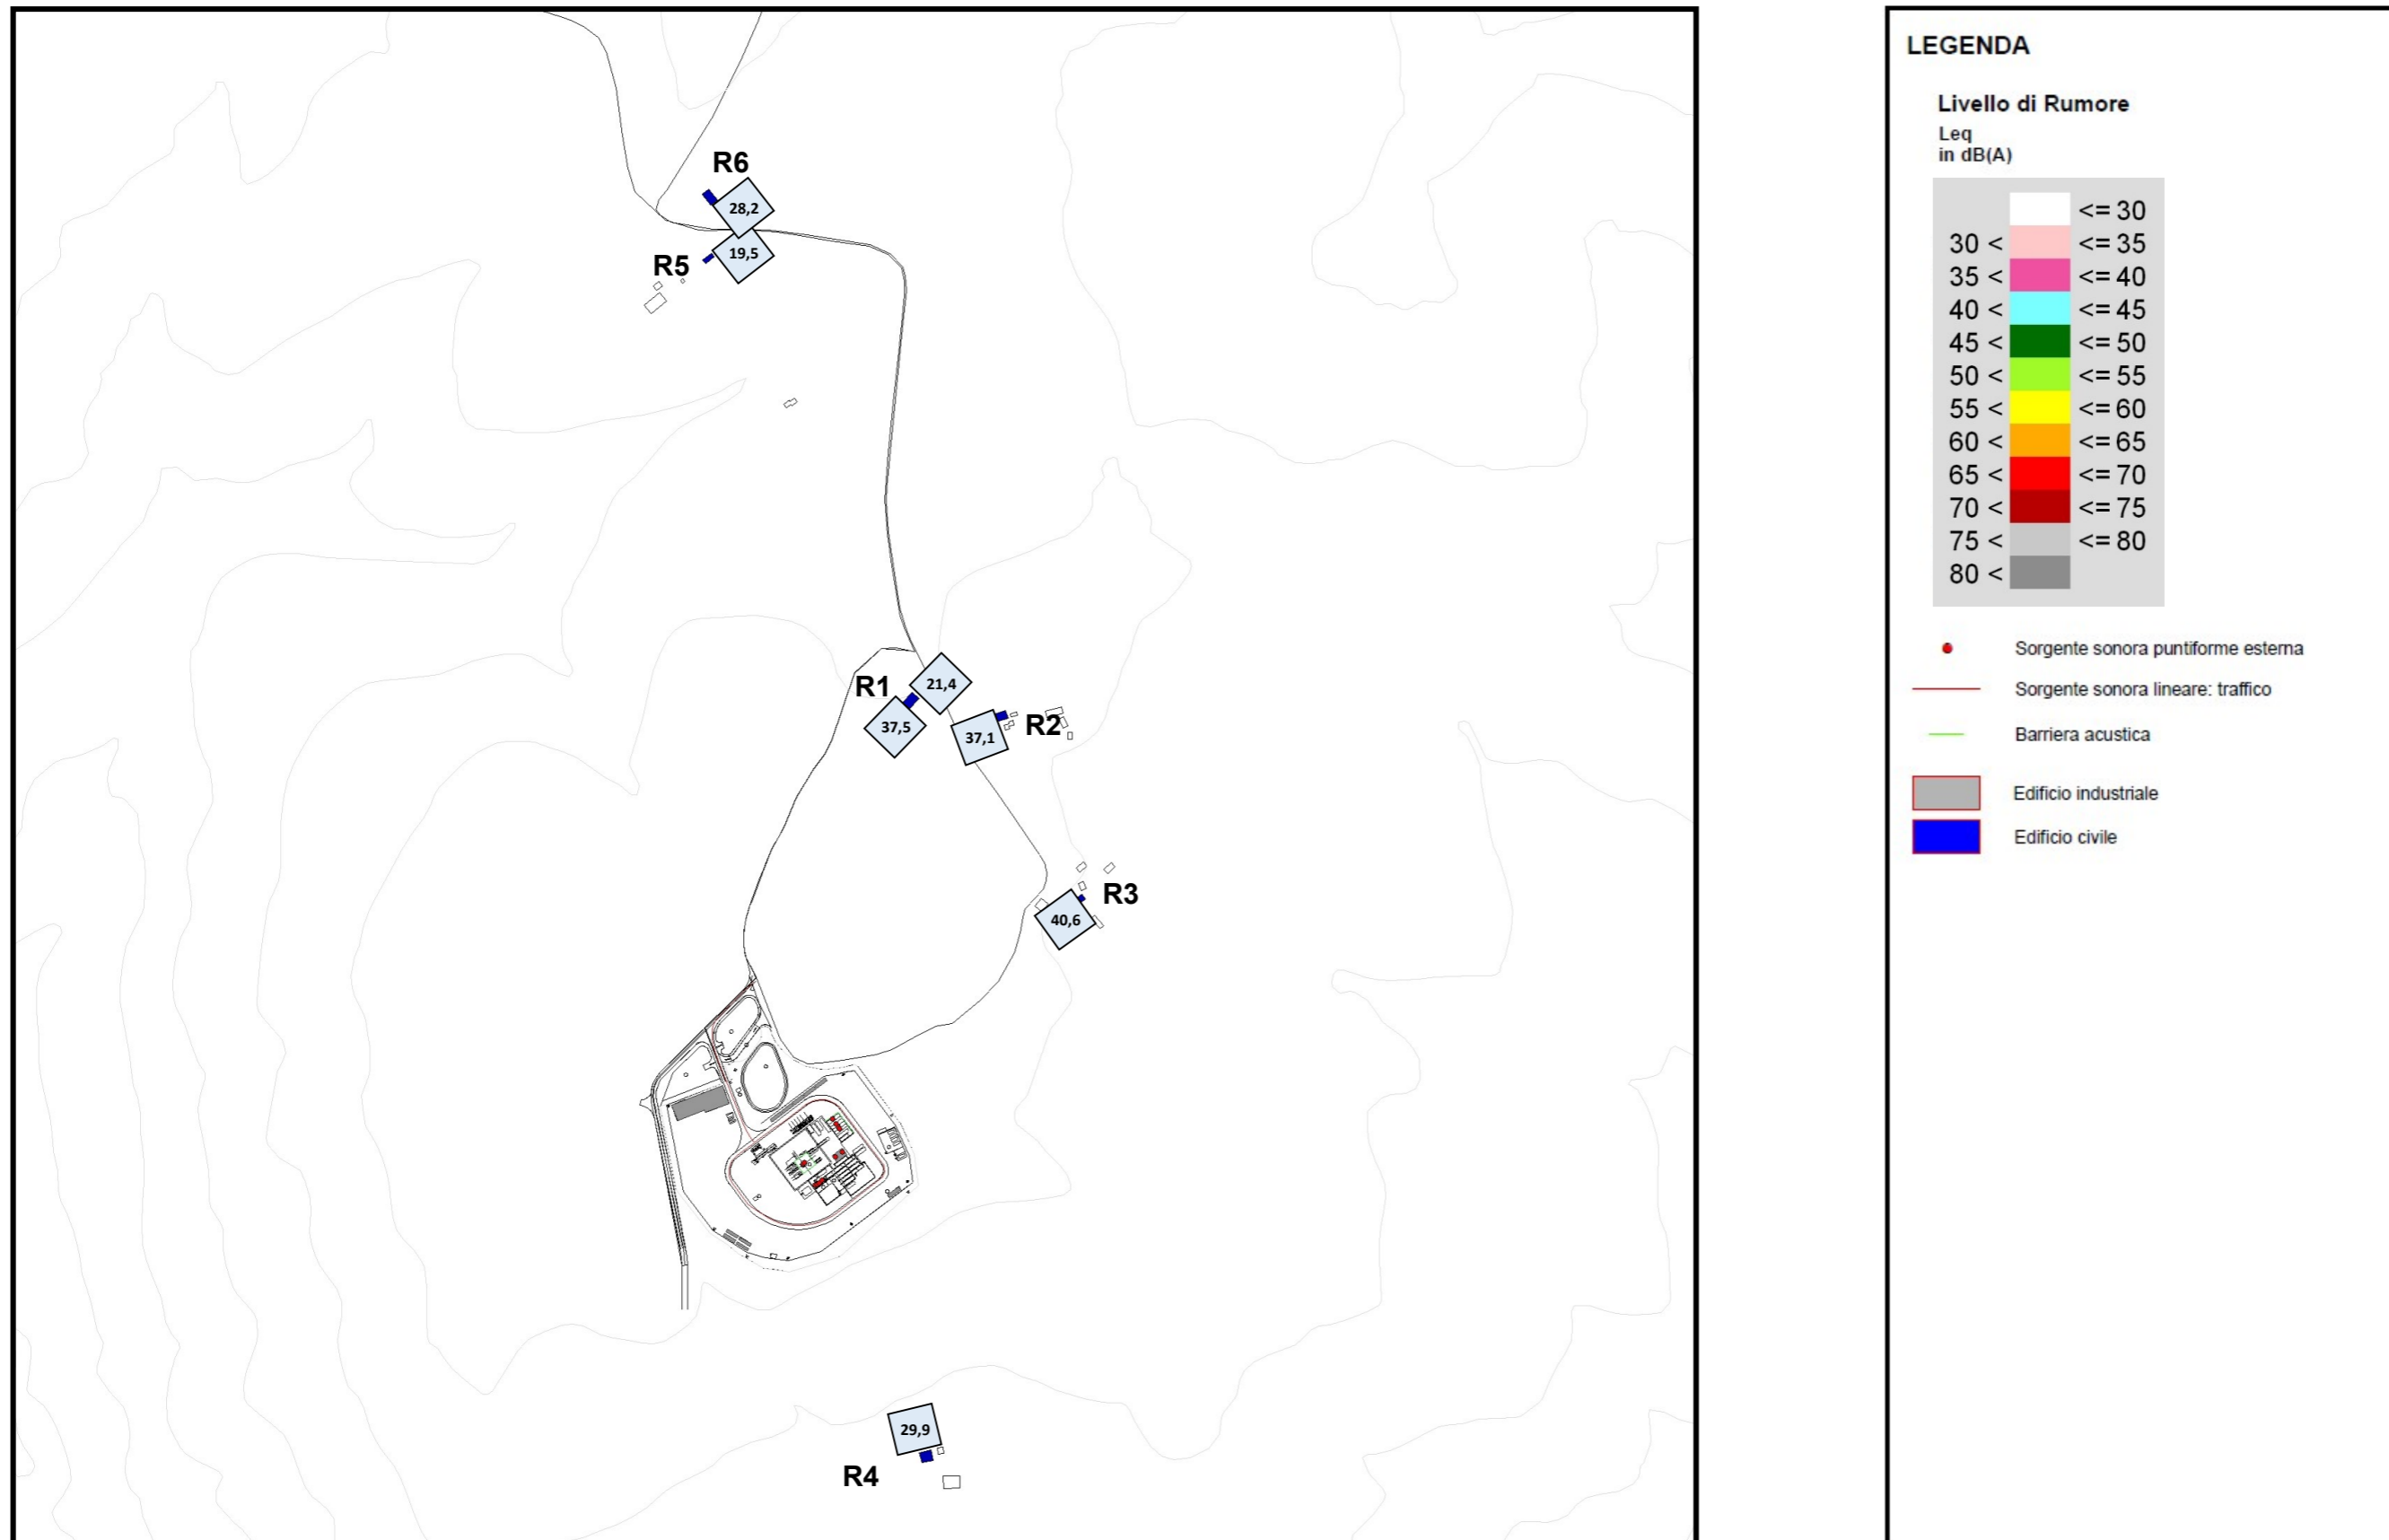 R6
28,2
19,5
R5
21,4
R1
37,5
37,1
R2
R3
40,6
29,9
R4
LEGENDA
Livello di Rumore
Leq
in dB(A)
<= 30
30 < <= 35
35 < <= 40
40 < <= 45
45 < <= 50
50 < <= 55
55 < <= 60
60 < <= 65
65 < <= 70
70 < <= 75
75 < <= 80
80 <
Sorgente sonora puntiforme esterna
Sorgente sonora lineare: traffico
Barriera acustica
Edificio industriale
Edificio civile